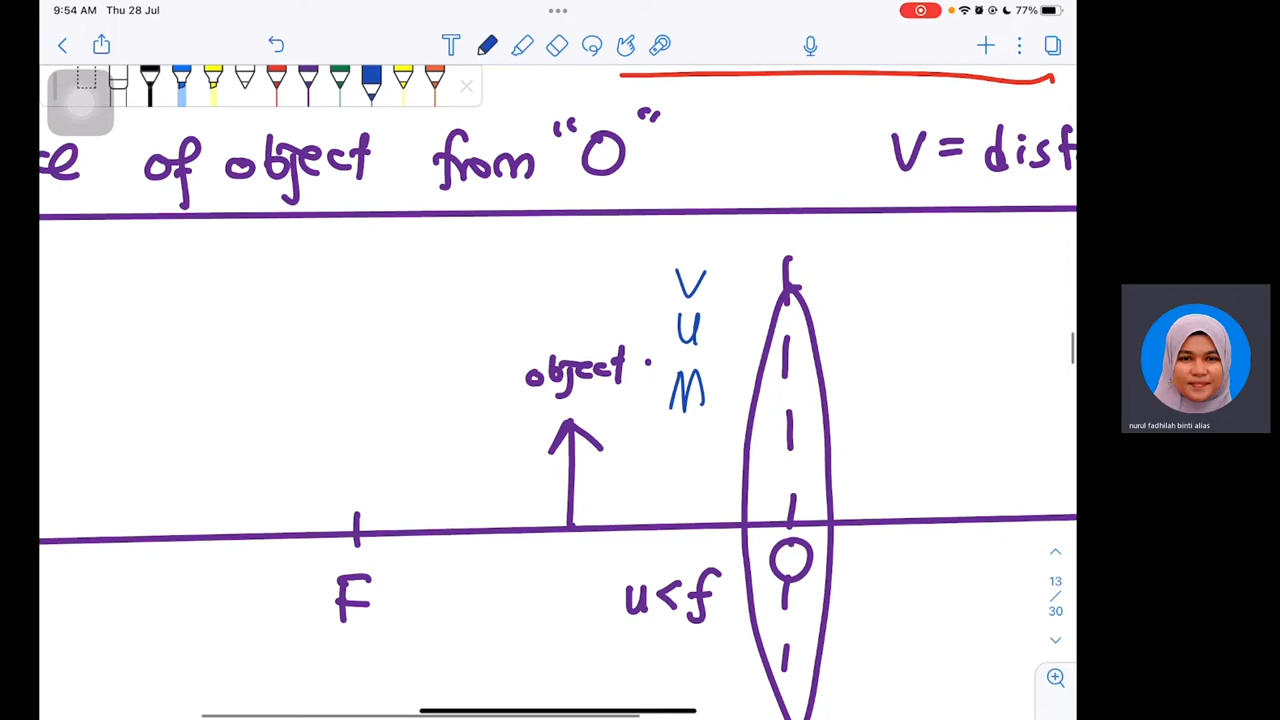 9:54 AM Thu 28 Jul
77%
of object from "O"
V = dist
V
U
object
M
F
u < f
O
13
/
30
nurul fadhilah binti alias